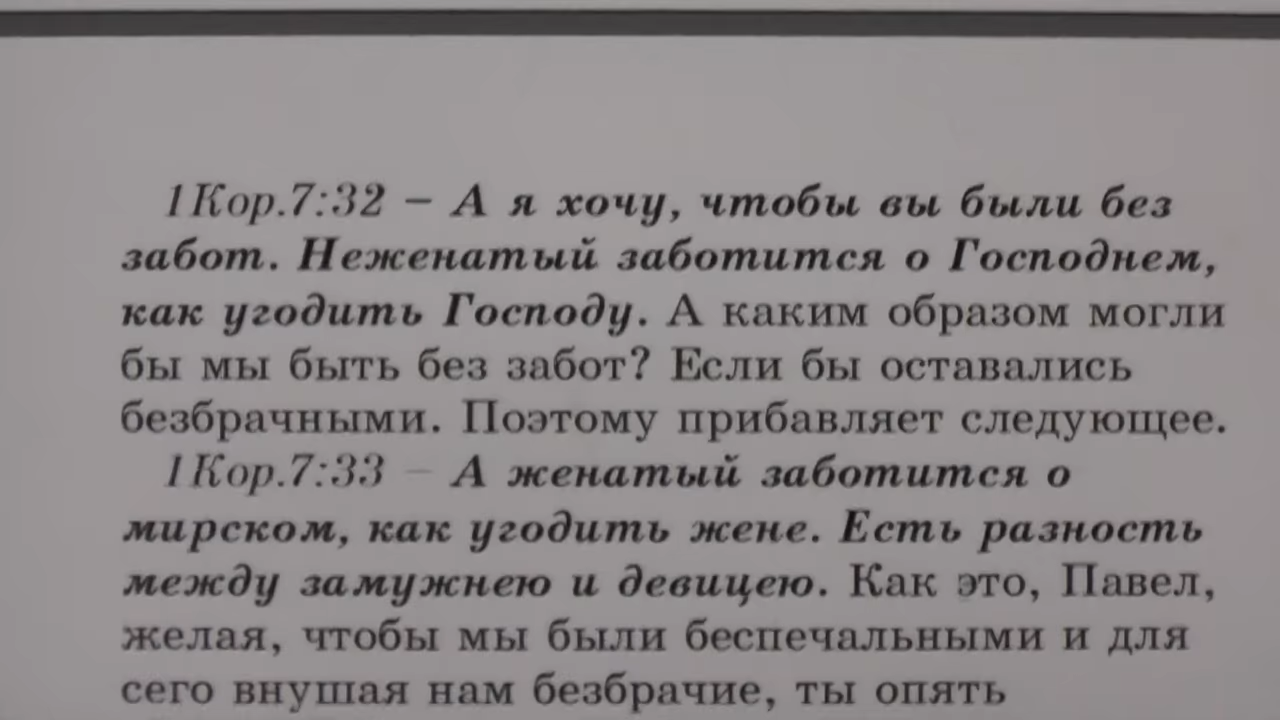 1Кор.7:32 – А я хочу, чтобы вы были без
забот. Неженатый заботится о Господнем,
как угодить Господу. А каким образом могли
бы мы быть без забот? Если бы оставались
безбрачными. Поэтому прибавляет следующее.
1Кор.7:33 – А женатый заботится о
мирском, как угодить жене. Есть разность
между замужнею и девицею. Как это, Павел,
желая, чтобы мы были беспечальными и для
сего внушая нам безбрачие, ты опять